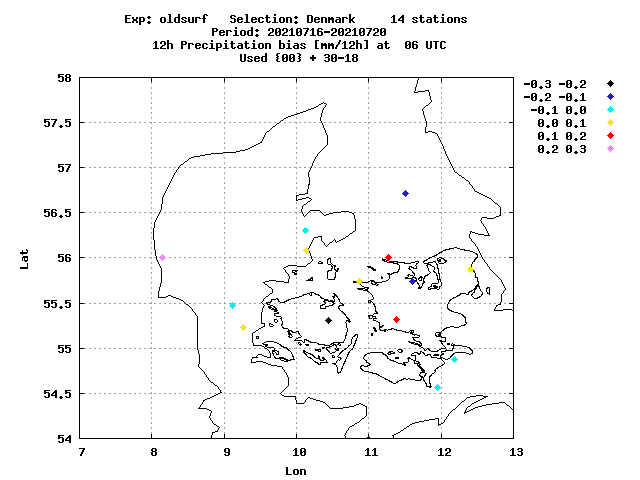 Exp: oldsurf   Selection: Denmark     14 stations
Period: 20210716-20210720
12h Precipitation bias [mm/12h] at  06 UTC
Used {00} + 30-18
-0.3 -0.2
-0.2 -0.1
-0.1 0.0
0.0 0.1
0.1 0.2
0.2 0.3
58
57.5
57
56.5
56
55.5
55
54.5
54
Lat
7 8 9 10 11 12 13
Lon